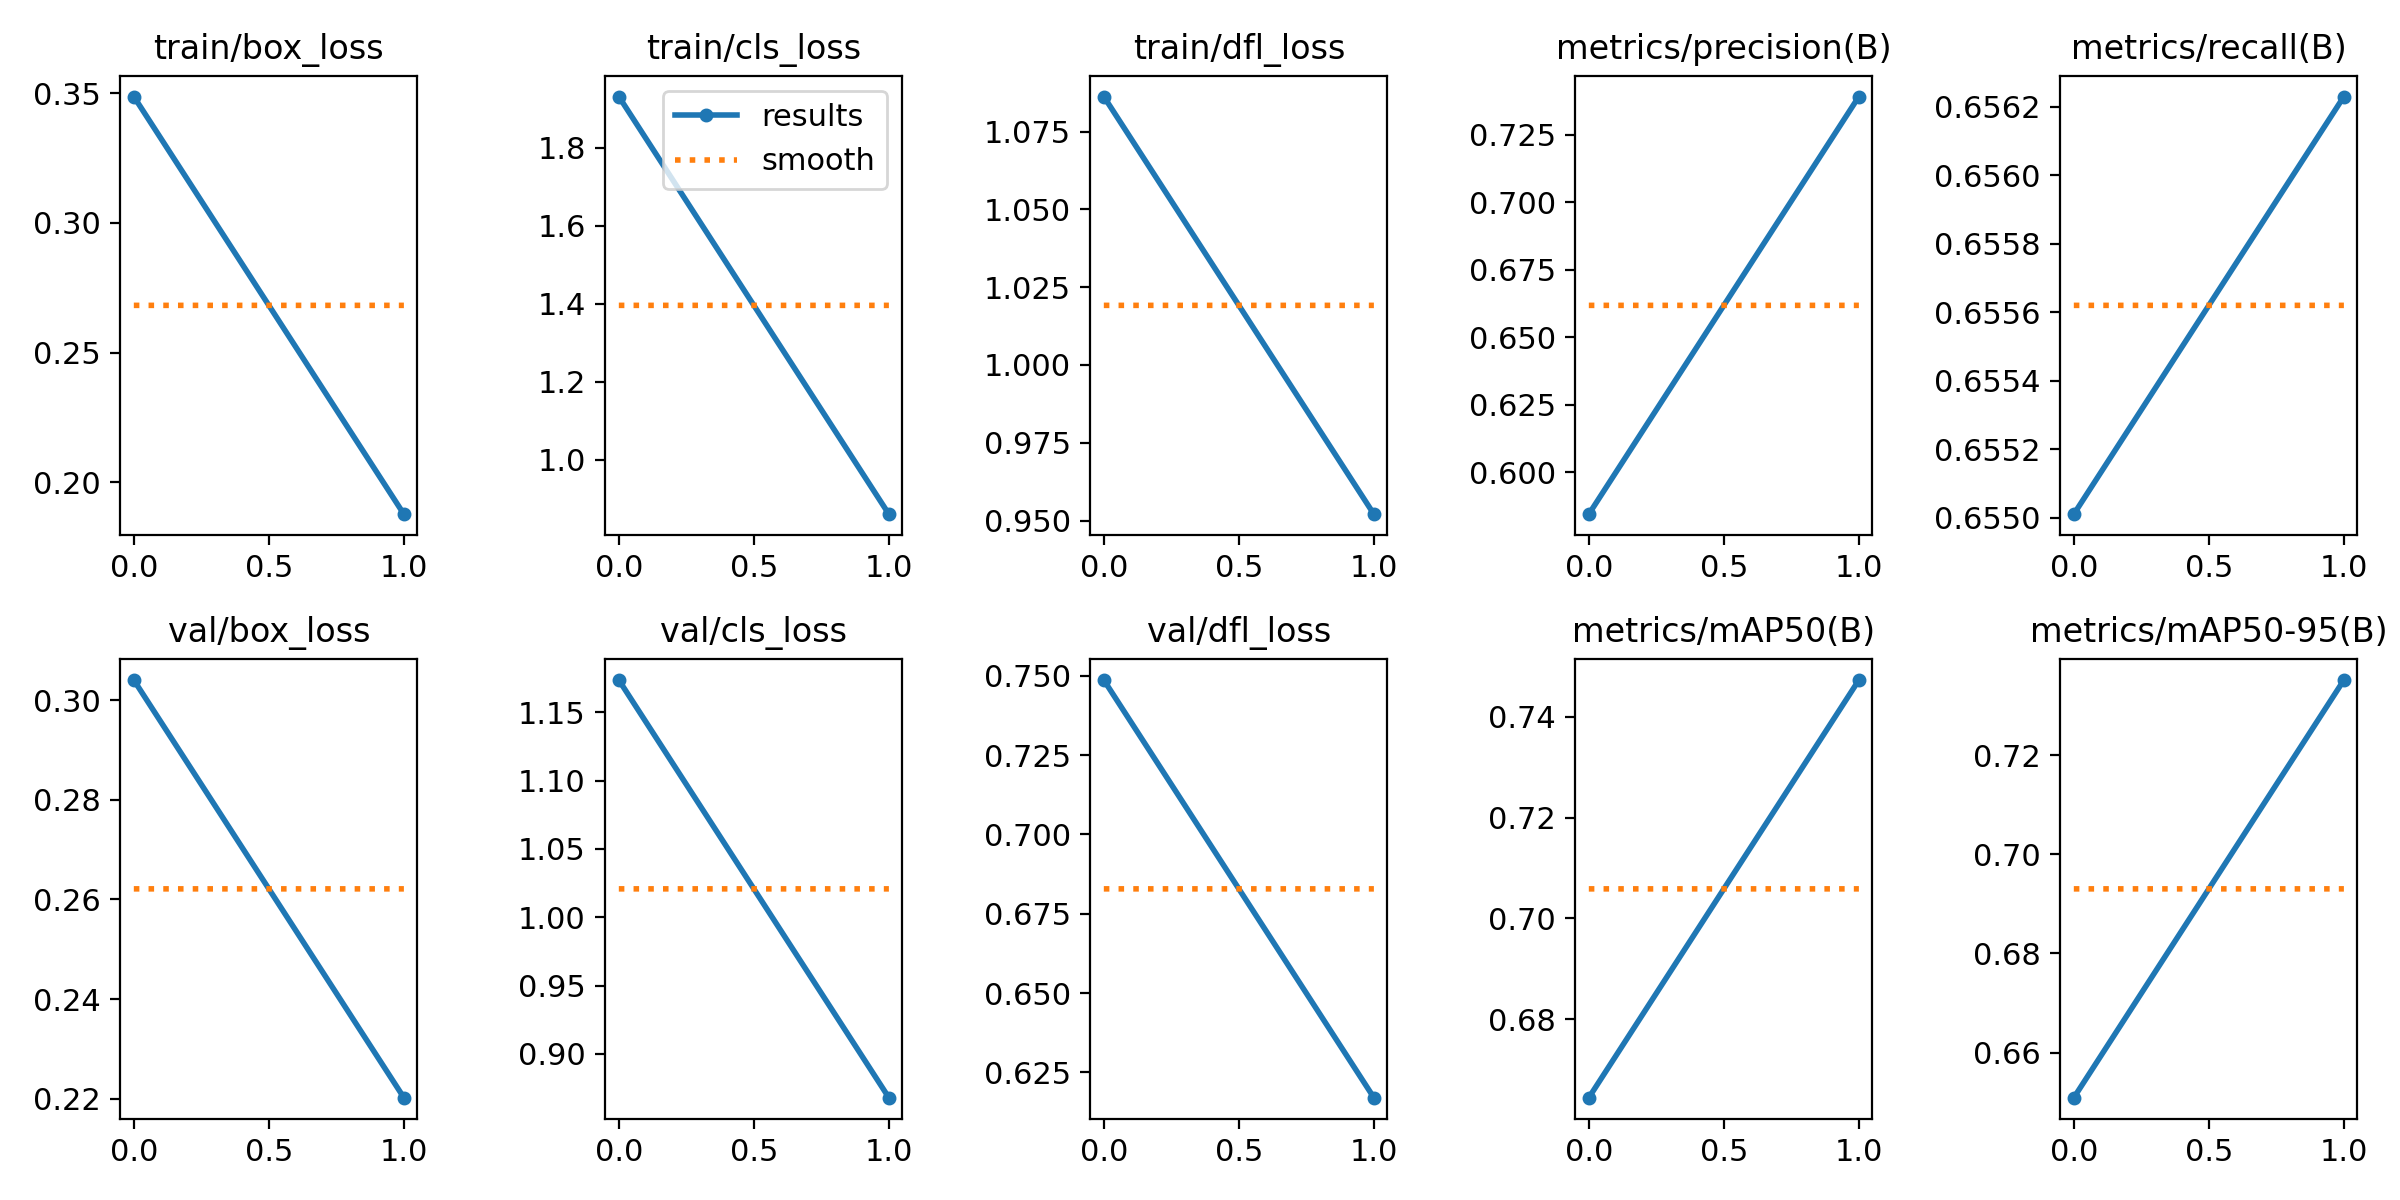 train/box_loss
0.35
0.30
0.25
0.20
0.0 0.5 1.0
train/cls_loss
results
smooth
1.8
1.6
1.4
1.2
1.0
0.0 0.5 1.0
train/dfl_loss
1.075
1.050
1.025
1.000
0.975
0.950
0.0 0.5 1.0
metrics/precision(B)
0.725
0.700
0.675
0.650
0.625
0.600
0.0 0.5 1.0
metrics/recall(B)
0.6562
0.6560
0.6558
0.6556
0.6554
0.6552
0.6550
0.0 0.5 1.0
val/box_loss
0.30
0.28
0.26
0.24
0.22
0.0 0.5 1.0
val/cls_loss
1.15
1.10
1.05
1.00
0.95
0.90
0.0 0.5 1.0
val/dfl_loss
0.750
0.725
0.700
0.675
0.650
0.625
0.0 0.5 1.0
metrics/mAP50(B)
0.74
0.72
0.70
0.68
0.0 0.5 1.0
metrics/mAP50-95(B)
0.72
0.70
0.68
0.66
0.0 0.5 1.0